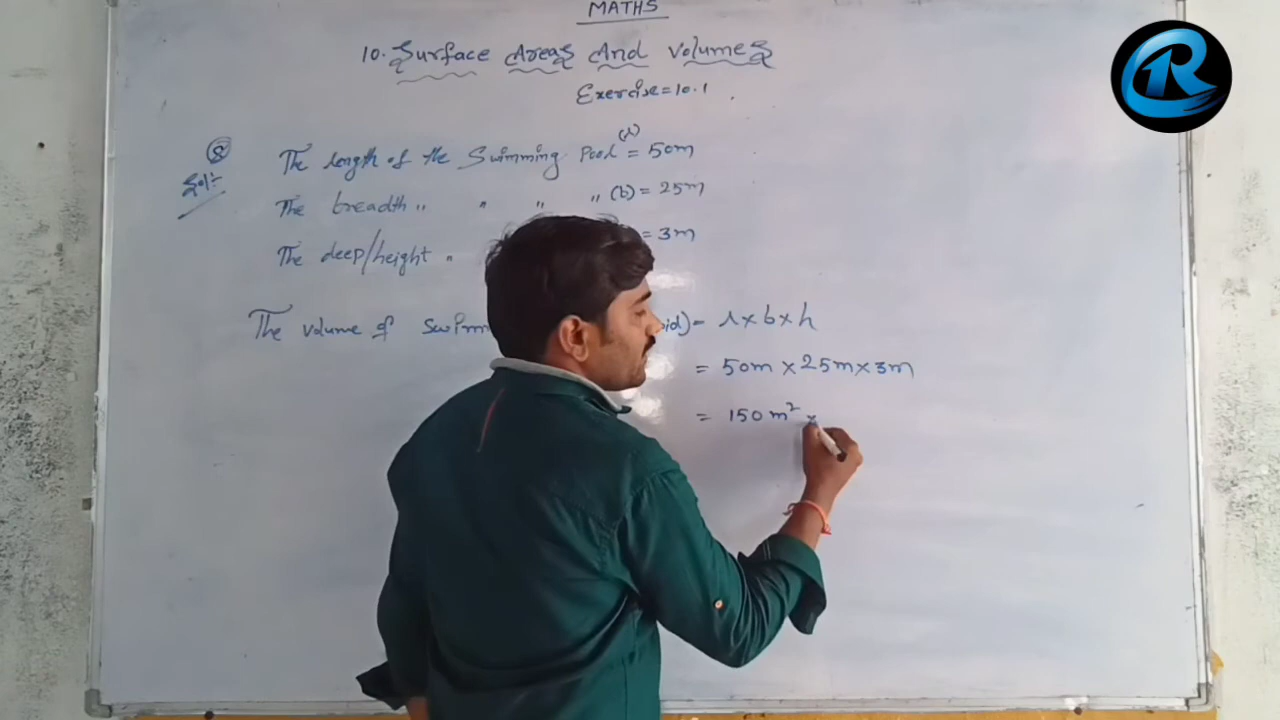 MATHS
10. Surface Areas And Volumes
Exercise = 10.1
8 The length of the Swimming Pool (l) = 50m
Sol:- The breadth " " " " (b) = 25m
The deep/height " = 3m
The volume of = l × b × h
= 50m × 25m × 3m
= 150 m² ×
R